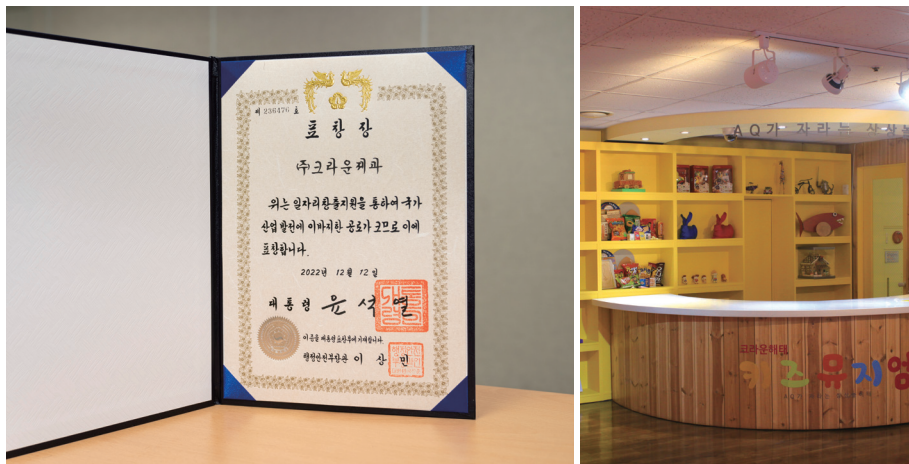 제 236476 호
표 창 장
(주)크라운제과
위는 일자리창출지원을 통하여 국가
산업발전에 이바지한 공로가 크므로 이에
표창합니다.
2022년 12월 12일
대통령 윤 석 열
이 증을 대통령표창부에 기재합니다.
행정안전부장관 이 상 민
AQ가 자라는 상상
크라운해태
키즈뮤지엄